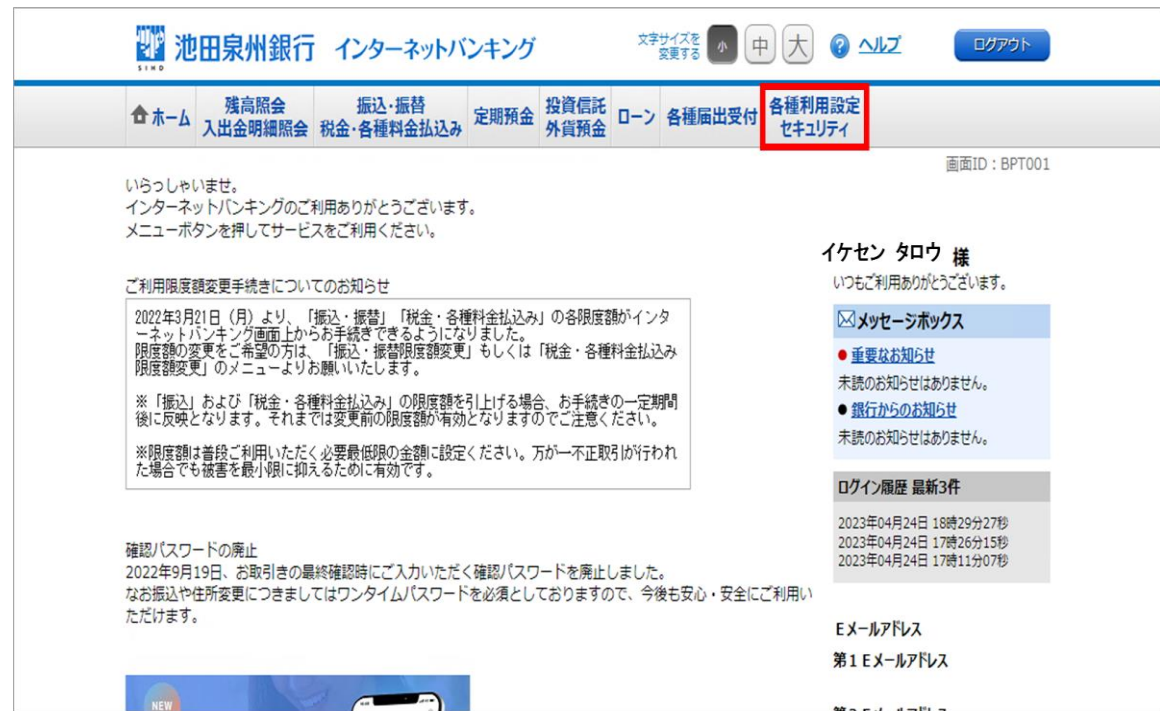 SIHD
池田泉州銀行 インターネットバンキング
文字サイズを
変更する
小 中 大
? ヘルプ
ログアウト
ホーム
残高照会
入出金明細照会
振込・振替
税金・各種料金払込み
定期預金
投資信託
外貨預金
ローン
各種届出受付
各種利用設定
セキュリティ
画面ID：BPT001
いらっしゃいませ。
インターネットバンキングのご利用ありがとうございます。
メニューボタンを押してサービスをご利用ください。
ご利用限度額変更手続きについてのお知らせ
2022年3月21日（月）より、「振込・振替」「税金・各種料金払込み」の各限度額がインタ
ーネットバンキング画面上からお手続きできるようになりました。
限度額の変更をご希望の方は、「振込・振替限度額変更」もしくは「税金・各種料金払込み
限度額変更」のメニューよりお願いいたします。
※「振込」および「税金・各種料金払込み」の限度額を引上げる場合、お手続きの一定期間
後に反映となります。それまでは変更前の限度額が有効となりますのでご注意ください。
※限度額は普段ご利用いただく必要最低限の金額に設定ください。万が一不正取引が行われ
た場合でも被害を最小限に抑えるために有効です。
確認パスワードの廃止
2022年9月19日、お取引きの最終確認時にご入力いただく確認パスワードを廃止しました。
なお振込や住所変更につきましてはワンタイムパスワードを必須としておりますので、今後も安心・安全にご利用い
ただけます。
NEW
イケセン タロウ 様
いつもご利用ありがとうございます。
メッセージボックス
● 重要なお知らせ
未読のお知らせはありません。
● 銀行からのお知らせ
未読のお知らせはありません。
ログイン履歴 最新3件
2023年04月24日 18時29分27秒
2023年04月24日 17時26分15秒
2023年04月24日 17時11分07秒
Eメールアドレス
第1Eメールアドレス